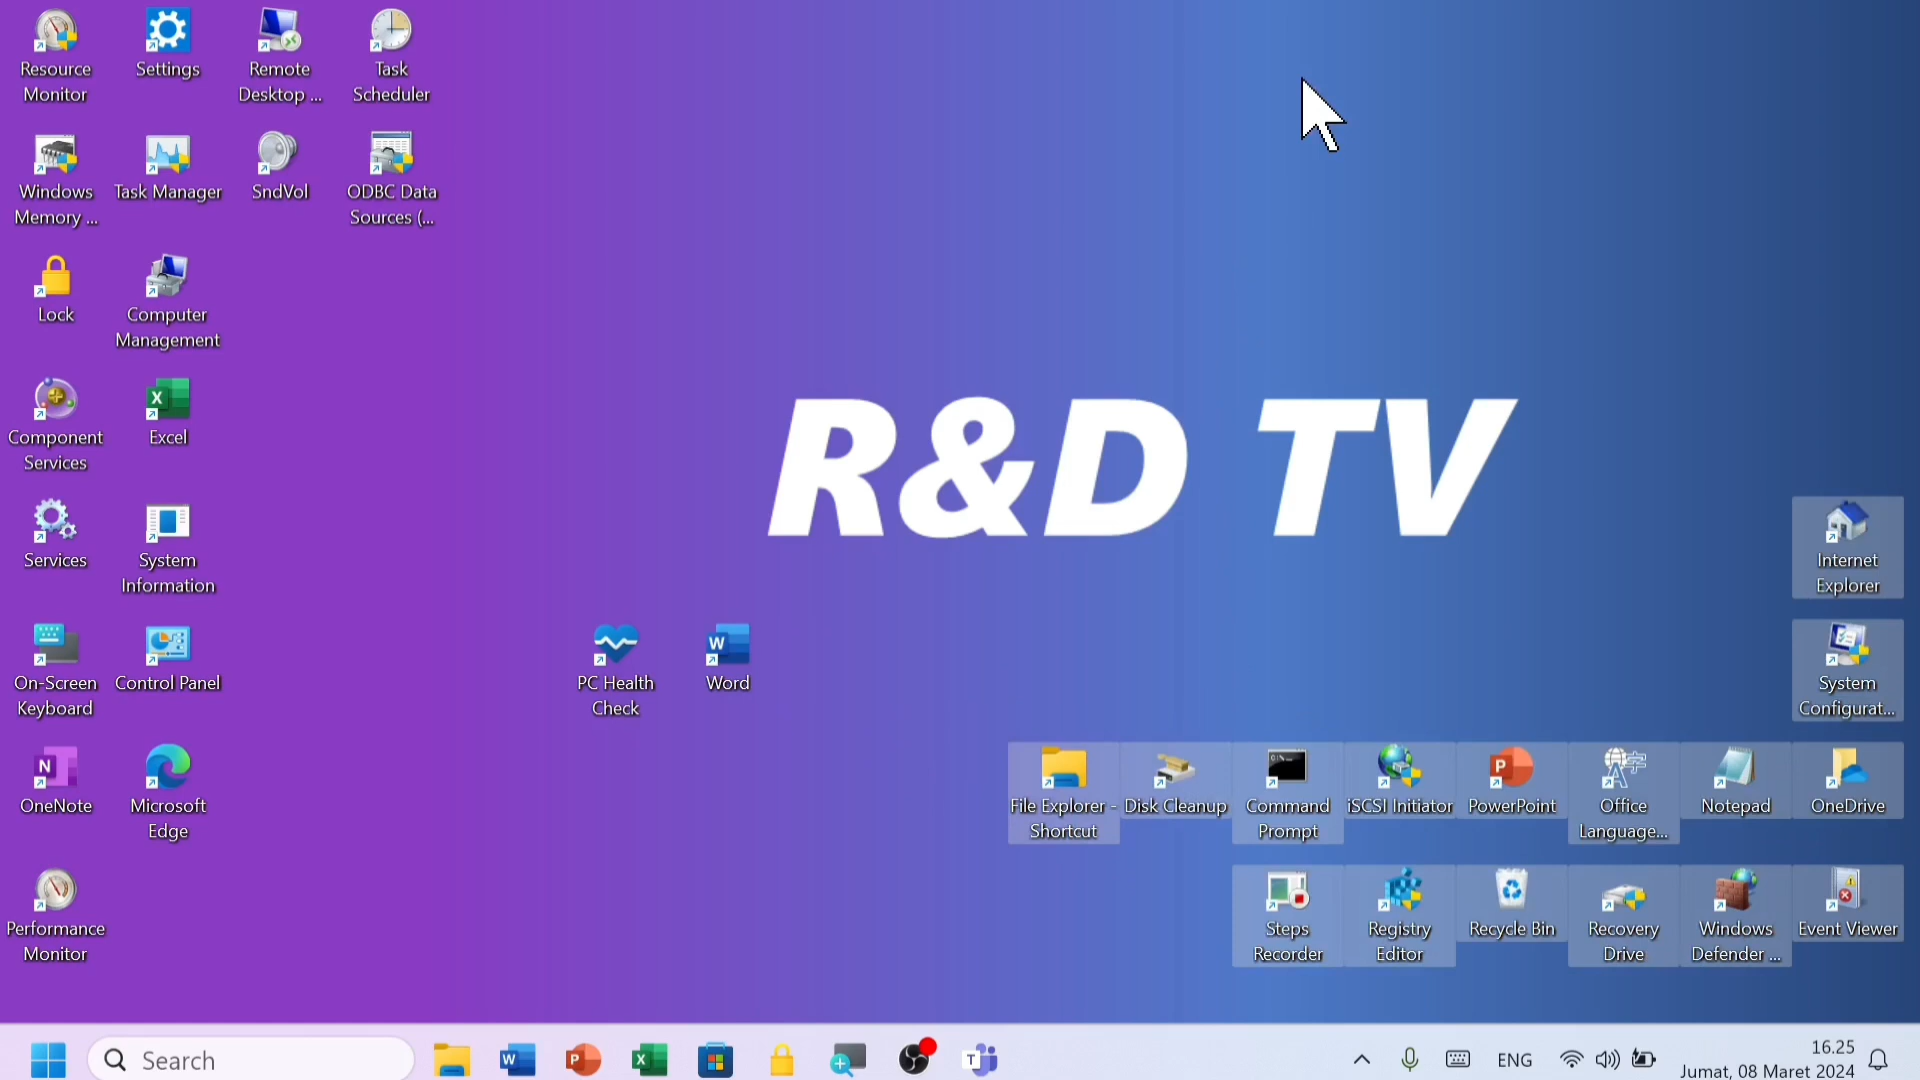 Resource
Monitor
Settings
Remote
Desktop ...
Task
Scheduler
Windows
Memory ...
Task Manager
SndVol
ODBC Data
Sources (...
Lock
Computer
Management
Component
Services
Excel
R&D TV
Services
System
Information
Internet
Explorer
On-Screen
Keyboard
Control Panel
PC Health
Check
Word
System
Configurat...
OneNote
Microsoft
Edge
File Explorer -
Shortcut
Disk Cleanup
Command
Prompt
iSCSI Initiator
PowerPoint
Office
Language...
Notepad
OneDrive
Performance
Monitor
Steps
Recorder
Registry
Editor
Recycle Bin
Recovery
Drive
Windows
Defender ...
Event Viewer
Search
ENG
16.25
Jumat, 08 Maret 2024